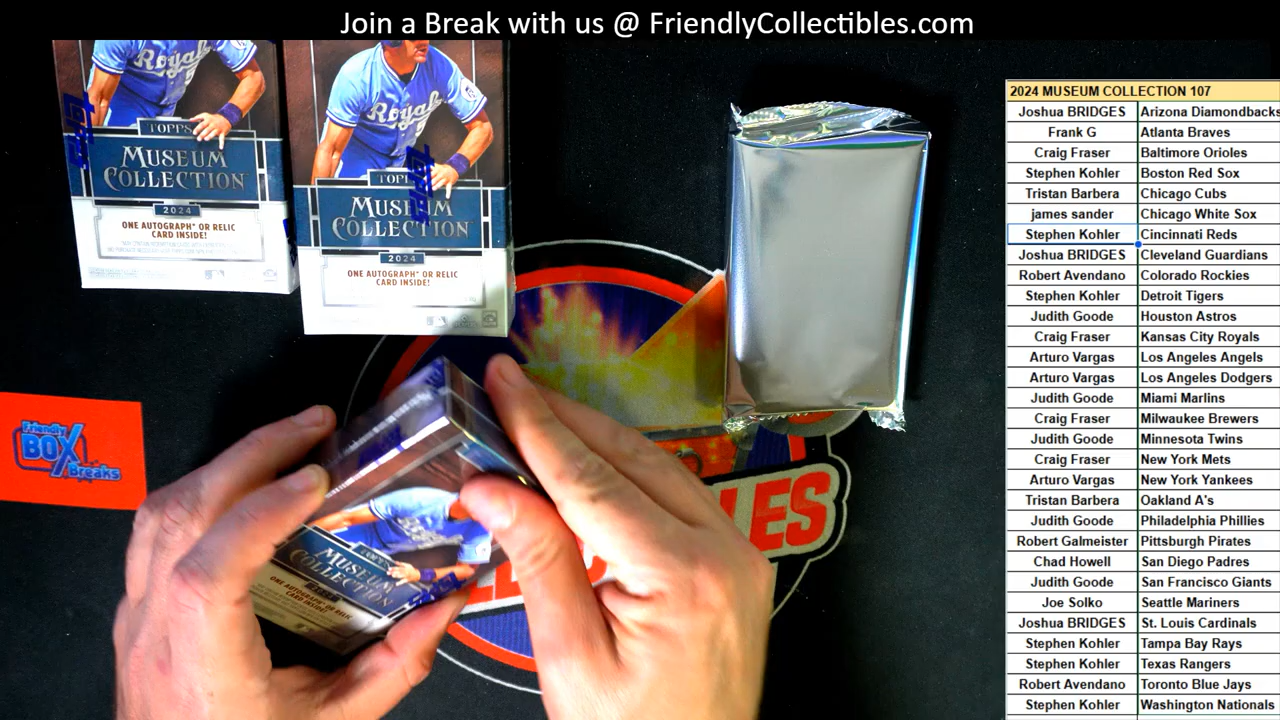 Join a Break with us @ FriendlyCollectibles.com
Royals
TOPPS
MUSEUM
COLLECTION
2024
ONE AUTOGRAPH* OR RELIC
CARD INSIDE!
Royals
MUSEUM
COLLECTION
2024
ONE AUTOGRAPH* OR RELIC
CARD INSIDE!
Friendly
BOX
Breaks
MUSEUM
COLLECTION
ONE AUTOGRAPH* OR RELIC
CARD INSIDE!
2024 MUSEUM COLLECTION 107
Joshua BRIDGES Arizona Diamondbacks
Frank G Atlanta Braves
Craig Fraser Baltimore Orioles
Stephen Kohler Boston Red Sox
Tristan Barbera Chicago Cubs
james sander Chicago White Sox
Stephen Kohler Cincinnati Reds
Joshua BRIDGES Cleveland Guardians
Robert Avendano Colorado Rockies
Stephen Kohler Detroit Tigers
Judith Goode Houston Astros
Craig Fraser Kansas City Royals
Arturo Vargas Los Angeles Angels
Arturo Vargas Los Angeles Dodgers
Judith Goode Miami Marlins
Craig Fraser Milwaukee Brewers
Judith Goode Minnesota Twins
Craig Fraser New York Mets
Arturo Vargas New York Yankees
Tristan Barbera Oakland A's
Judith Goode Philadelphia Phillies
Robert Galmeister Pittsburgh Pirates
Chad Howell San Diego Padres
Judith Goode San Francisco Giants
Joe Solko Seattle Mariners
Joshua BRIDGES St. Louis Cardinals
Stephen Kohler Tampa Bay Rays
Stephen Kohler Texas Rangers
Robert Avendano Toronto Blue Jays
Stephen Kohler Washington Nationals